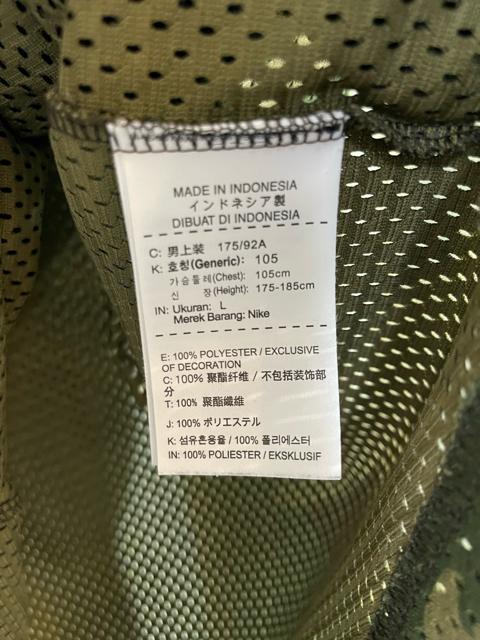 MADE IN INDONESIA
インドネシア製
DIBUAT DI INDONESIA
C: 男上装 175/92A
K: 호칭(Generic): 105
가슴둘레(Chest): 105cm
신 장(Height): 175-185cm
IN: Ukuran: L
Merek Barang: Nike
E: 100% POLYESTER / EXCLUSIVE
OF DECORATION
C: 100% 聚酯纤维 / 不包括装饰部
分
T: 100% 聚酯纖維
J: 100% ポリエステル
K: 섬유혼용율 / 100% 폴리에스터
IN: 100% POLIESTER / EKSKLUSIF